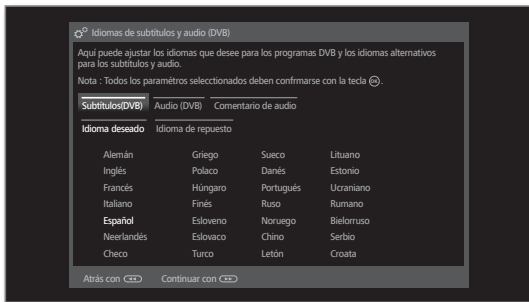 Idiomas de subtítulos y audio (DVB)
Aquí puede ajustar los idiomas que desee para los programas DVB y los idiomas alternativos
para los subtítulos y audio.
Nota : Todos los paramétros selecctionados deben confrmarse con la tecla OK.
Subtítulos(DVB) Audio (DVB) Comentario de audio
Idioma deseado Idioma de repuesto
Alemán Griego Sueco Lituano
Inglés Polaco Danés Estonio
Francés Húngaro Portugués Ucraniano
Italiano Finés Ruso Rumano
Español Esloveno Noruego Bielorruso
Neerlandés Eslovaco Chino Serbio
Checo Turco Letón Croata
Atrás con Continuar con